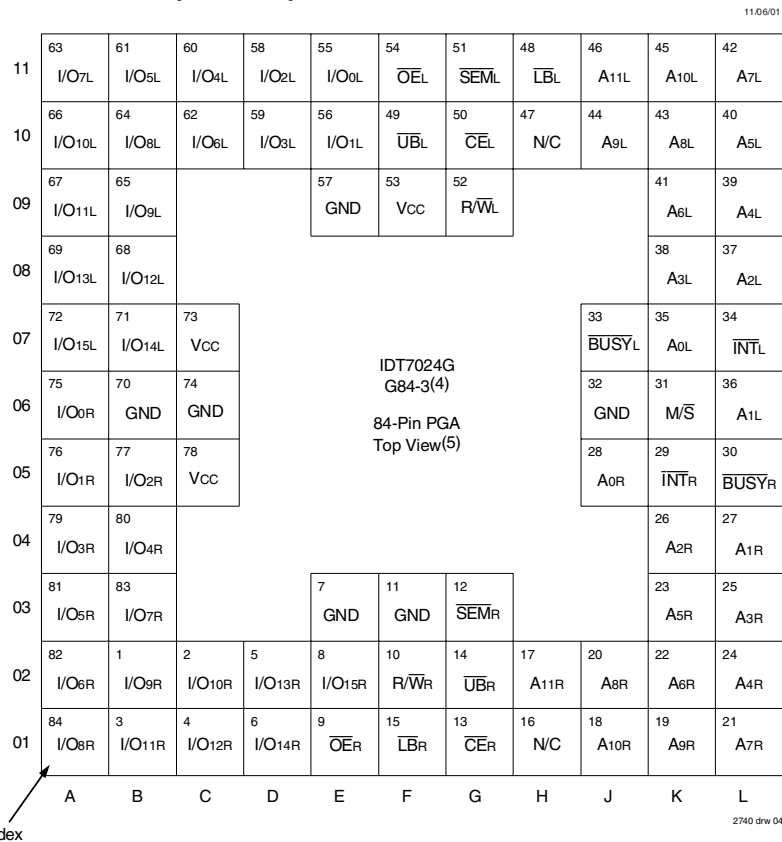 11/06/01
11 63 I/O7L 61 I/O5L 60 I/O4L 58 I/O2L 55 I/O0L 54 OEL 51 SEML 48 LBL 46 A11L 45 A10L 42 A7L
10 66 I/O10L 64 I/O8L 62 I/O6L 59 I/O3L 56 I/O1L 49 UBL 50 CEL 47 N/C 44 A9L 43 A8L 40 A5L
09 67 I/O11L 65 I/O9L 57 GND 53 VCC 52 R/WL 41 A6L 39 A4L
08 69 I/O13L 68 I/O12L 38 A3L 37 A2L
07 72 I/O15L 71 I/O14L 73 VCC 33 BUSYL 35 A0L 34 INTL
IDT7024G
G84-3(4)
06 75 I/O0R 70 GND 74 GND 32 GND 31 M/S 36 A1L
84-Pin PGA
Top View(5)
05 76 I/O1R 77 I/O2R 78 VCC 28 A0R 29 INTR 30 BUSYR
04 79 I/O3R 80 I/O4R 26 A2R 27 A1R
03 81 I/O5R 83 I/O7R 7 GND 11 GND 12 SEMR 23 A5R 25 A3R
02 82 I/O6R 1 I/O9R 2 I/O10R 5 I/O13R 8 I/O15R 10 R/WR 14 UBR 17 A11R 20 A8R 22 A6R 24 A4R
01 84 I/O8R 3 I/O11R 4 I/O12R 6 I/O14R 9 OER 15 LBR 13 CER 16 N/C 18 A10R 19 A9R 21 A7R
A B C D E F G H J K L
2740 drw 04